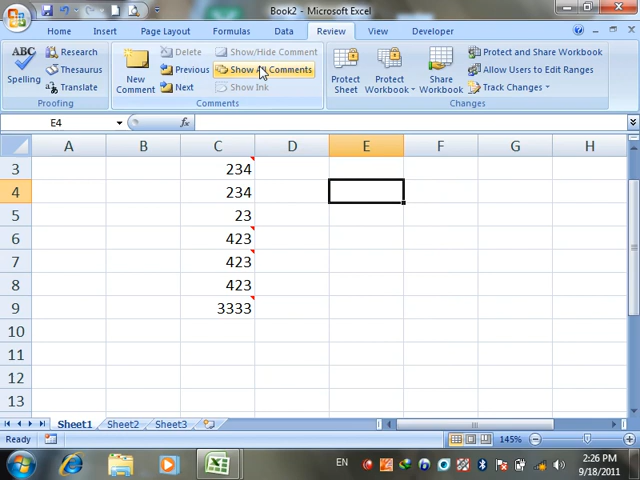 Book2 - Microsoft Excel
Home Insert Page Layout Formulas Data Review View Developer
ABC
Spelling
Research
Thesaurus
Translate
Proofing
New
Comment
Delete
Previous
Next
Show/Hide Comment
Show All Comments
Show Ink
Comments
Protect
Sheet
Protect
Workbook
Share
Workbook
Protect and Share Workbook
Allow Users to Edit Ranges
Track Changes
Changes
E4 fx
A B C D E F G H
3 234
4 234
5 23
6 423
7 423
8 423
9 3333
10
11
12
13
Sheet1 Sheet2 Sheet3
Ready 145%
EN 2:26 PM
9/18/2011